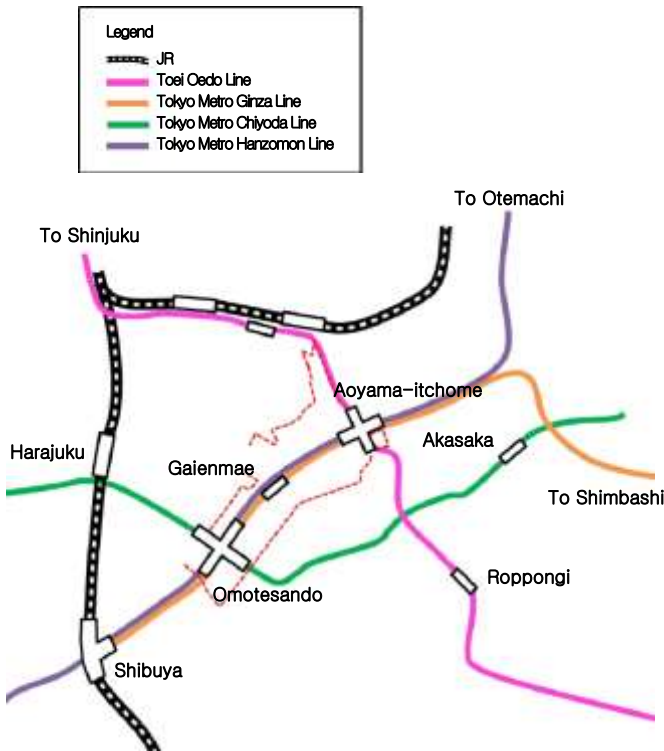 Legend
JR
Toei Oedo Line
Tokyo Metro Ginza Line
Tokyo Metro Chiyoda Line
Tokyo Metro Hanzomon Line
To Otemachi
To Shinjuku
Aoyama-itchome
Akasaka
Harajuku
Gaienmae
To Shimbashi
Roppongi
Omotesando
Shibuya